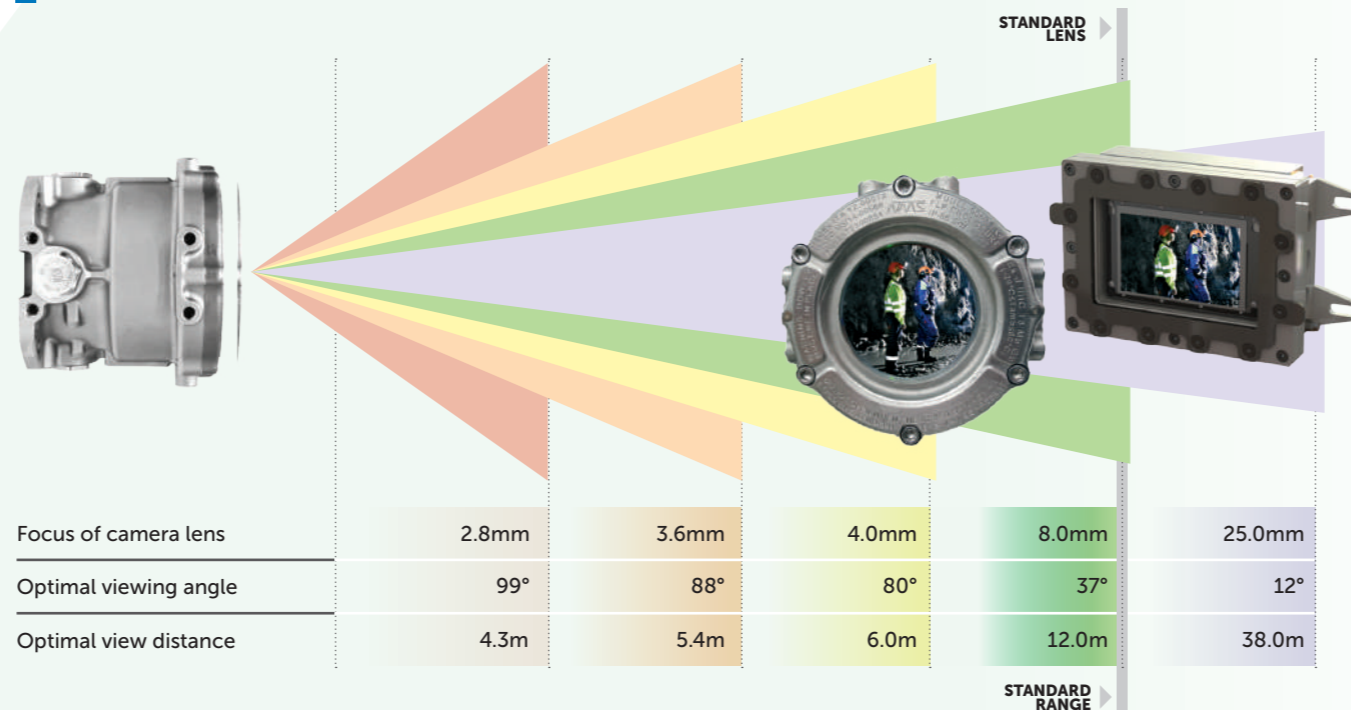 STANDARD
LENS
Focus of camera lens 2.8mm 3.6mm 4.0mm 8.0mm 25.0mm
Optimal viewing angle 99° 88° 80° 37° 12°
Optimal view distance 4.3m 5.4m 6.0m 12.0m 38.0m
STANDARD
RANGE